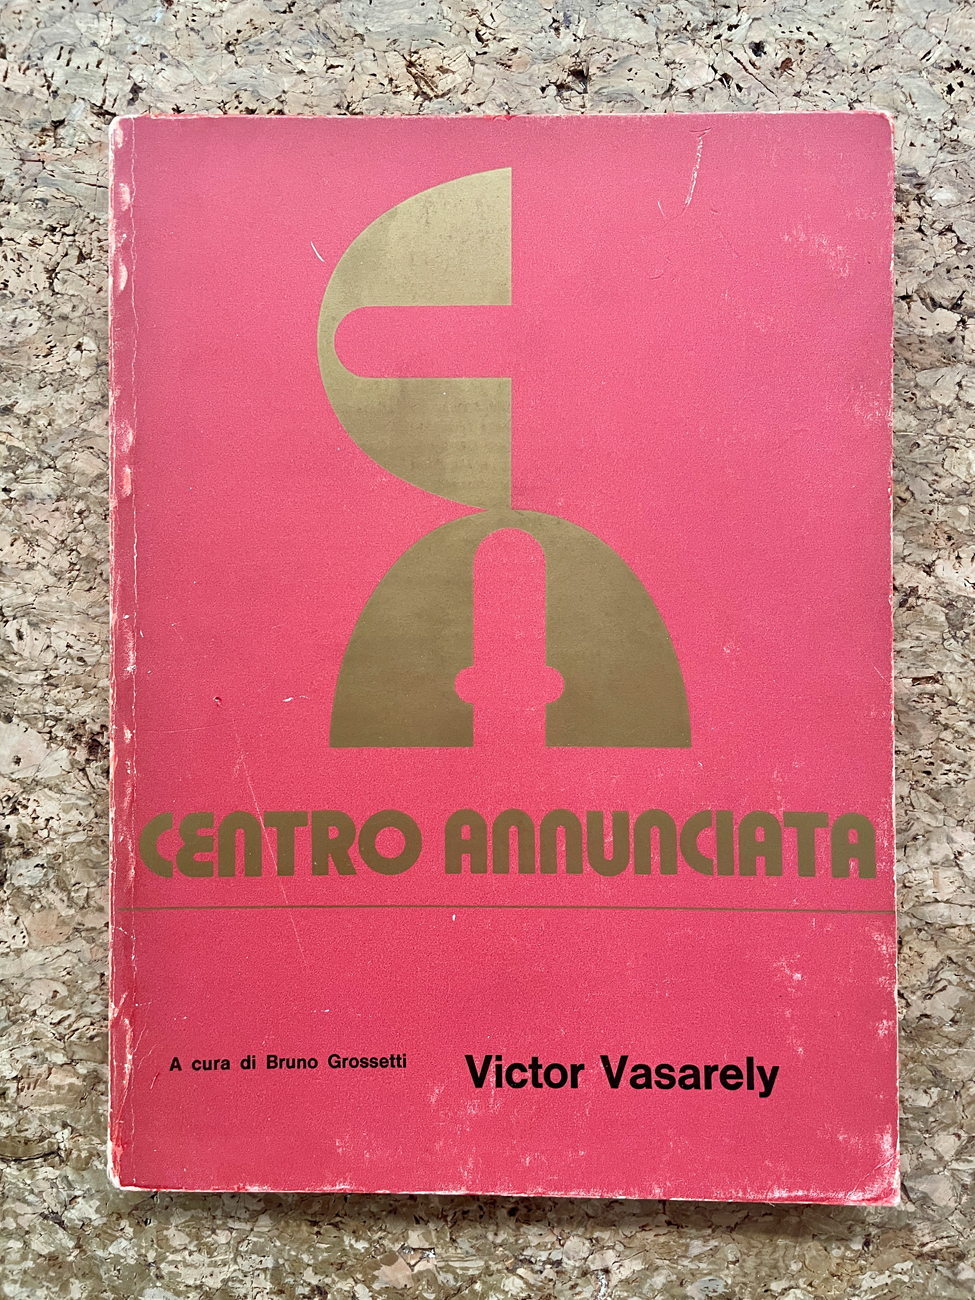 CENTRO ANNUNCIATA
A cura di Bruno Grossetti
Victor Vasarely